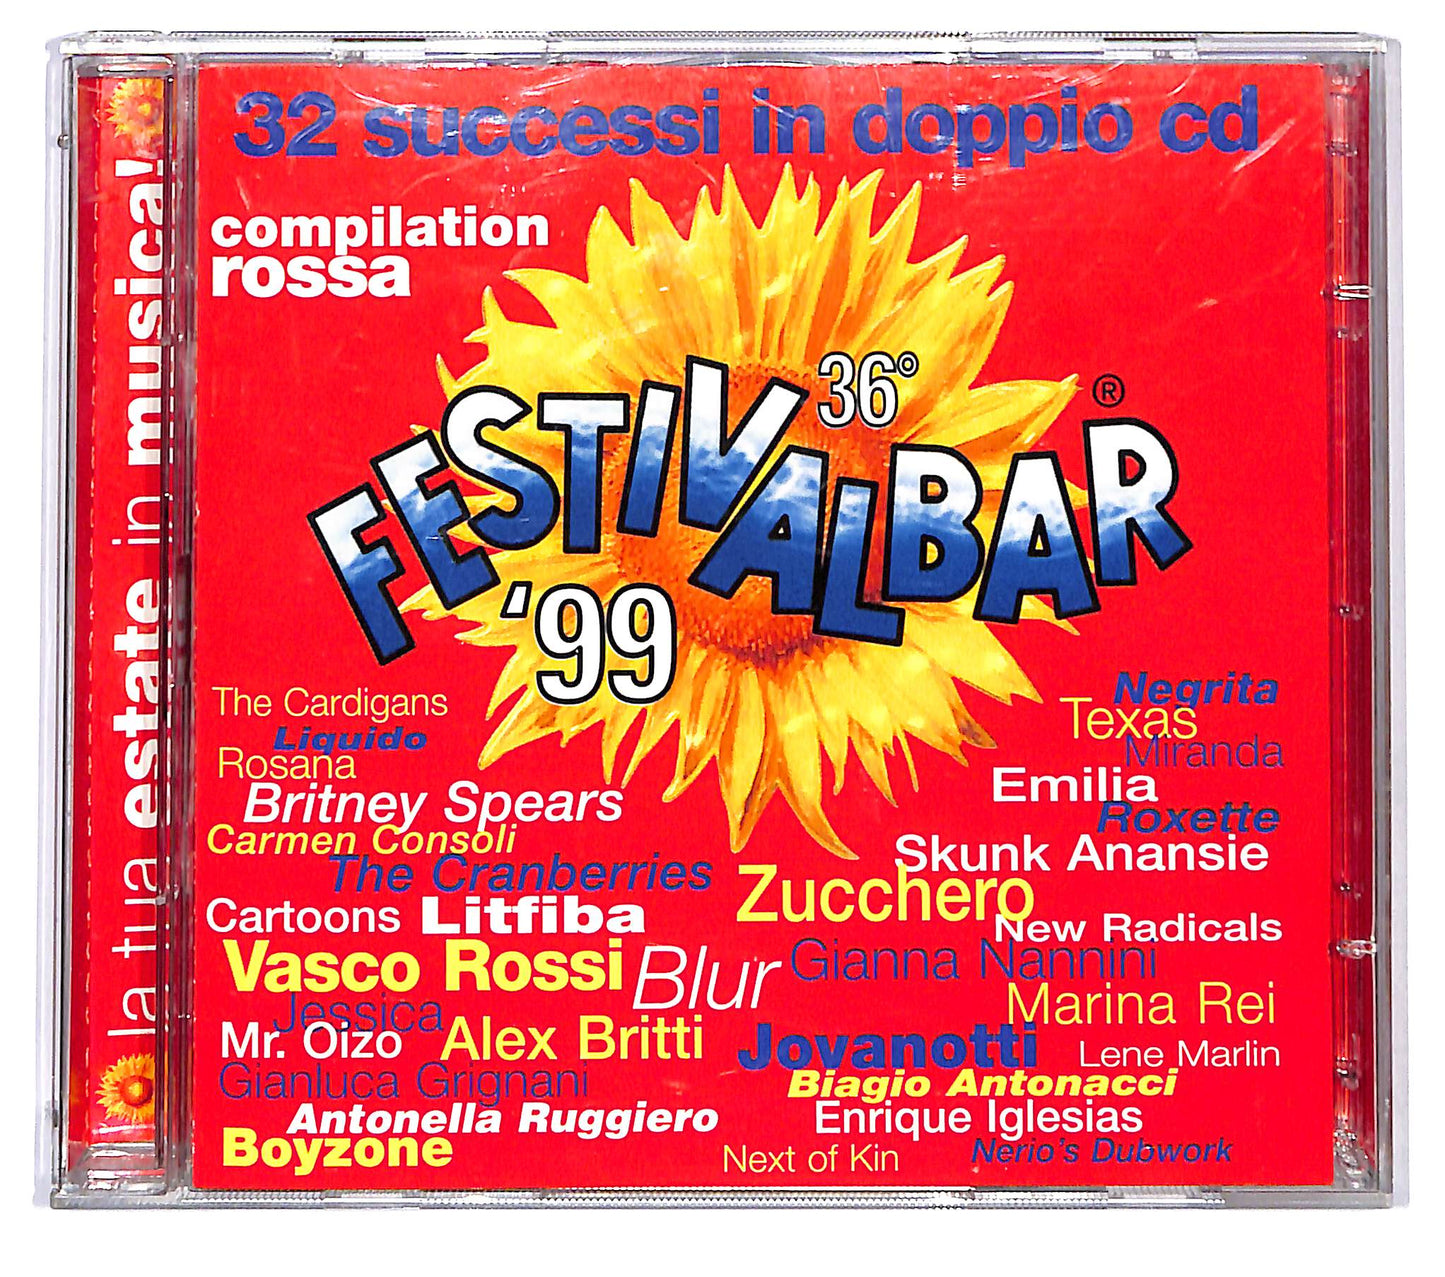 32 successi in doppio cd
compilation
rossa
36°
FESTIVALBAR ®
'99
la tua estate in musica!
The Cardigans
Liquido
Rosana
Britney Spears
Carmen Consoli
The Cranberries
Cartoons Litfiba
Vasco Rossi Blur
Jessica
Mr. Oizo Alex Britti
Gianluca Grignani
Antonella Ruggiero
Boyzone
Negrita
Texas
Miranda
Emilia
Roxette
Skunk Anansie
Zucchero
New Radicals
Gianna Nannini
Marina Rei
Jovanotti Lene Marlin
Biagio Antonacci
Enrique Iglesias
Next of Kin Nerio's Dubwork